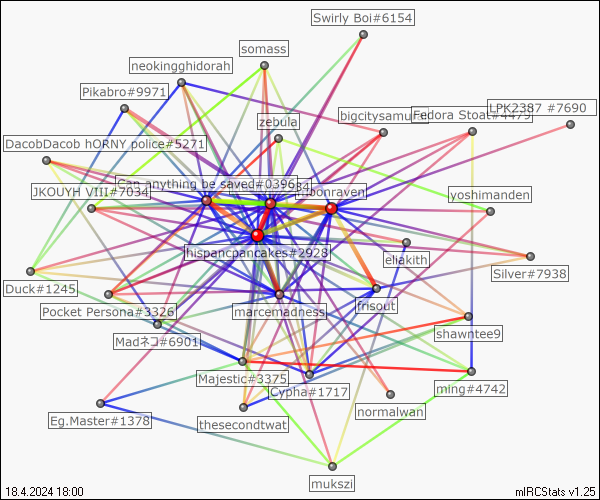 Swirly Boi#6154
somass
neokingghidorah
Pikabro#9971
LPK2387 #7690
bigcitysamu
Fedora Stoat#4479
zebula
DacobDacob hORNY police#5271
Can anything be saved#0396
JKOUYH VIII#7034
yoshimanden
hispancpancakes#2928
eliakith
Silver#7938
Duck#1245
Pocket Persona#3326
marcemadness
frisout
shawntee9
Madネコ#6901
Majestic#3375
Cypha#1717
ming#4742
normalwan
Eg.Master#1378
thesecondtwat
mukszi
18.4.2024 18:00
mIRCStats v1.25